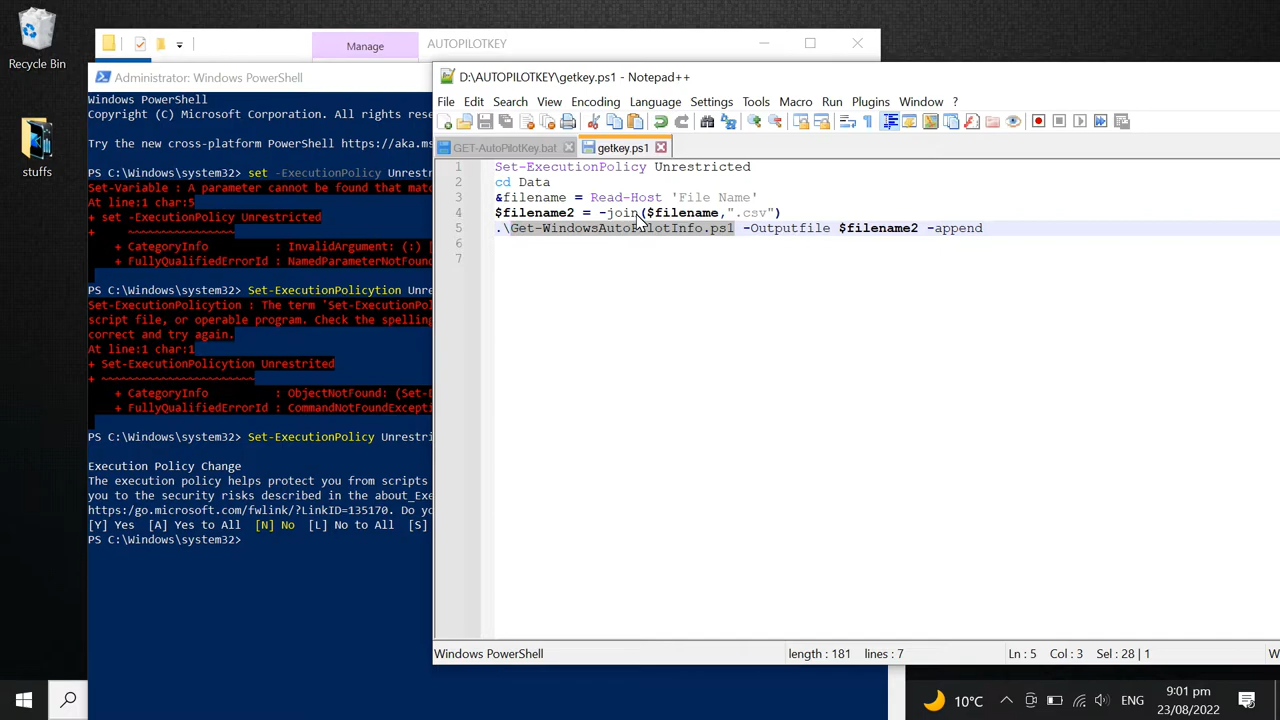 Recycle Bin
stuffs
Manage
AUTOPILOTKEY
Administrator: Windows PowerShell
Windows PowerShell
Copyright (C) Microsoft Corporation. All rights rese
Try the new cross-platform PowerShell https://aka.ms
PS C:\Windows\system32> set -ExecutionPolicy Unrestr
Set-Variable : A parameter cannot be found that matc
At line:1 char:5
+ set -ExecutionPolicy Unrestricted
+     ~~~~~~~~~~~~~~~~
+ CategoryInfo          : InvalidArgument: (:) [
+ FullyQualifiedErrorId : NamedParameterNotFound
PS C:\Windows\system32> Set-ExecutionPolicytion Unre
Set-ExecutionPolicytion : The term 'Set-ExecutionPol
script file, or operable program. Check the spelling
correct and try again.
At line:1 char:1
+ Set-ExecutionPolicytion Unrestrited
+ ~~~~~~~~~~~~~~~~~~~~~~~
+ CategoryInfo          : ObjectNotFound: (Set-E
+ FullyQualifiedErrorId : CommandNotFoundExcepti
PS C:\Windows\system32> Set-ExecutionPolicy Unrestri
Execution Policy Change
The execution policy helps protect you from scripts
you to the security risks described in the about_Exe
https:/go.microsoft.com/fwlink/?LinkID=135170. Do yo
[Y] Yes  [A] Yes to All  [N] No  [L] No to All  [S]
PS C:\Windows\system32>
D:\AUTOPILOTKEY\getkey.ps1 - Notepad++
File Edit Search View Encoding Language Settings Tools Macro Run Plugins Window ?
GET-AutoPilotKey.bat getkey.ps1
1 Set-ExecutionPolicy Unrestricted
2 cd Data
3 &filename = Read-Host 'File Name'
4 $filename2 = -join($filename,".csv")
5 .\Get-WindowsAutoPilotInfo.ps1 -Outputfile $filename2 -append
6
7
Windows PowerShell length : 181 lines : 7 Ln : 5 Col : 3 Sel : 28 | 1 W
10°C ENG
9:01 pm
23/08/2022